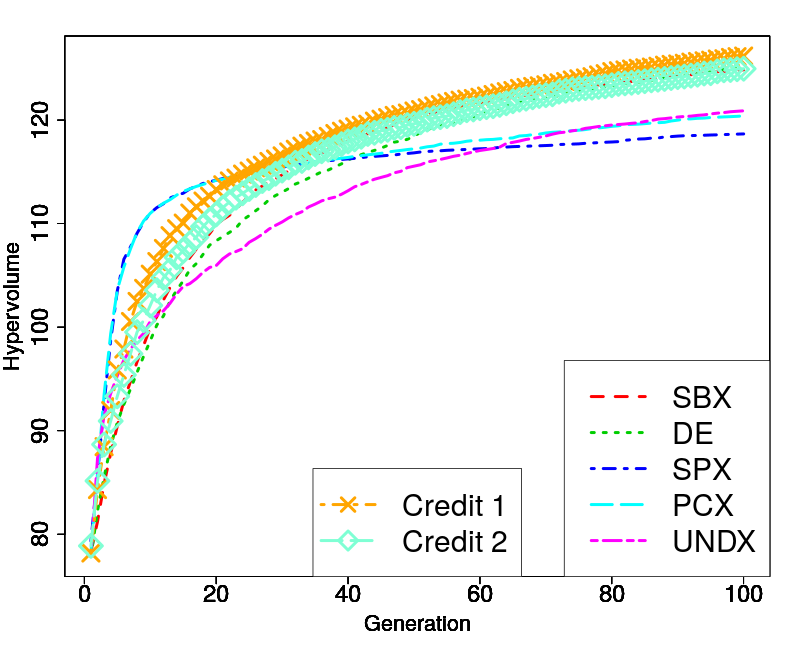 Hypervolume
120
110
100
90
80
0 20 40 60 80 100
Generation
Credit 1
Credit 2
SBX
DE
SPX
PCX
UNDX